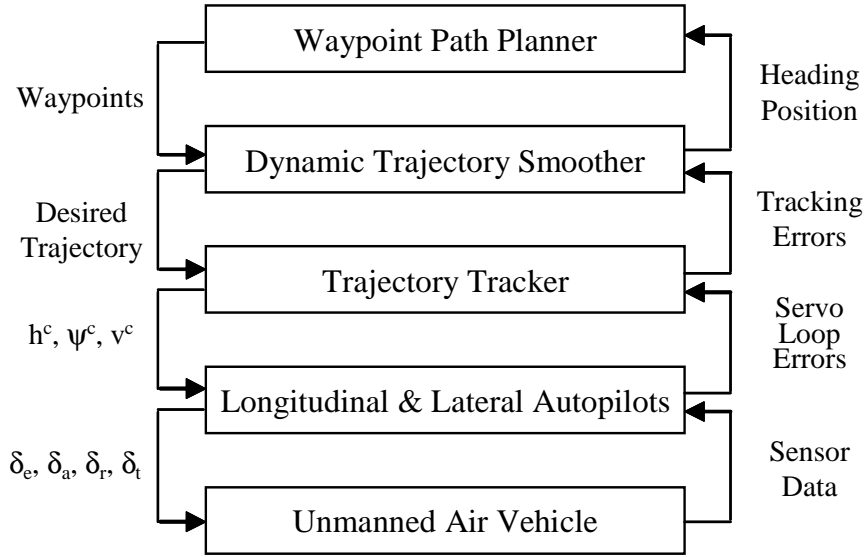 Waypoint Path Planner
Waypoints
Heading
Position
Dynamic Trajectory Smoother
Desired
Trajectory
Tracking
Errors
Trajectory Tracker
hᶜ, ψᶜ, vᶜ
Servo
Loop
Errors
Longitudinal & Lateral Autopilots
δₑ, δₐ, δᵣ, δₜ
Sensor
Data
Unmanned Air Vehicle